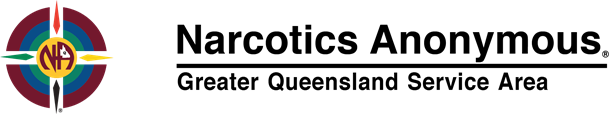 NA
®
Narcotics Anonymous®
Greater Queensland Service Area